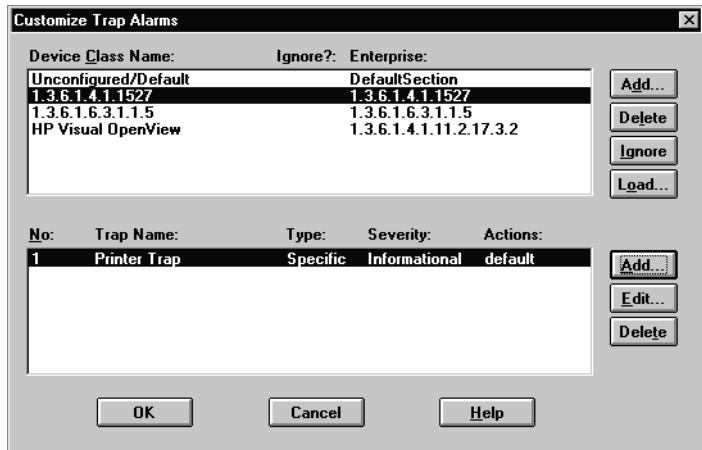 Customize Trap Alarms
Device Class Name: Ignore?: Enterprise:
Unconfigured/Default DefaultSection
1.3.6.1.4.1.1527 1.3.6.1.4.1.1527
1.3.6.1.6.3.1.1.5 1.3.6.1.6.3.1.1.5
HP Visual OpenView 1.3.6.1.4.1.11.2.17.3.2
Add...
Delete
Ignore
Load...
No: Trap Name: Type: Severity: Actions:
1 Printer Trap Specific Informational default
Add...
Edit...
Delete
OK Cancel Help